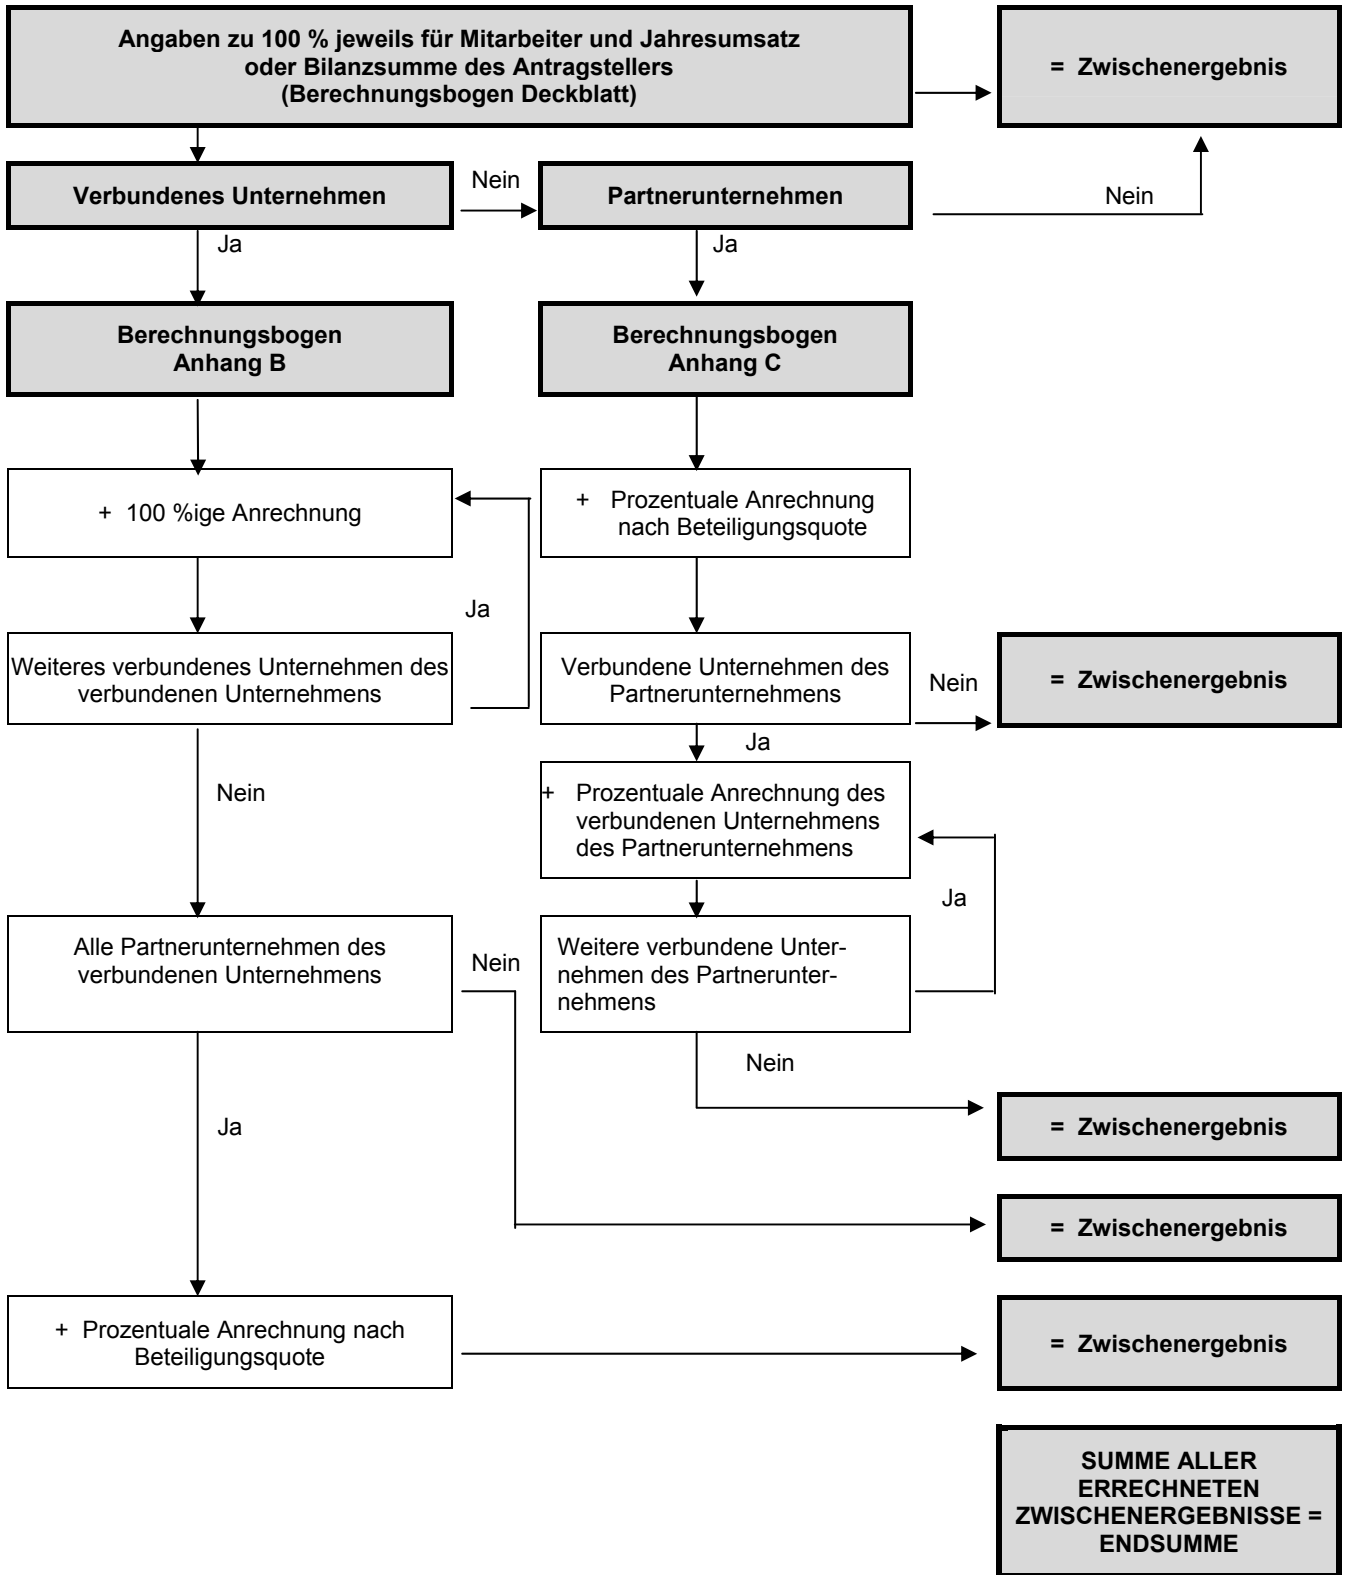 Angaben zu 100 % jeweils für Mitarbeiter und Jahresumsatz
oder Bilanzsumme des Antragstellers
(Berechnungsbogen Deckblatt)
= Zwischenergebnis
Verbundenes Unternehmen
Nein
Partnerunternehmen
Nein
Ja
Ja
Berechnungsbogen
Anhang B
Berechnungsbogen
Anhang C
+ 100 %ige Anrechnung
+ Prozentuale Anrechnung
nach Beteiligungsquote
Ja
Weiteres verbundenes Unternehmen des
verbundenen Unternehmens
Verbundene Unternehmen des
Partnerunternehmens
Nein
= Zwischenergebnis
Ja
Nein
+ Prozentuale Anrechnung des
verbundenen Unternehmens
des Partnerunternehmens
Ja
Alle Partnerunternehmen des
verbundenen Unternehmens
Nein
Weitere verbundene Unter-
nehmen des Partnerunter-
nehmens
Nein
Ja
= Zwischenergebnis
= Zwischenergebnis
+ Prozentuale Anrechnung nach
Beteiligungsquote
= Zwischenergebnis
SUMME ALLER
ERRECHNETEN
ZWISCHENERGEBNISSE =
ENDSUMME